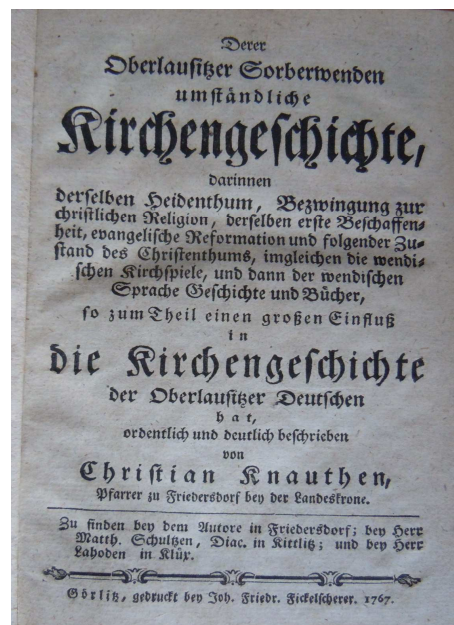 Derer
Oberlausitzer Sorberwenden
umständliche
Kirchengeschichte,
darinnen
derselben Heidenthum, Bezwingung zur
christlichen Religion, derselben erste Beschaffen-
heit, evangelische Reformation und folgender Zu-
stand des Christenthums, imgleichen die wendi-
schen Kirchspiele, und dann der wendischen
Sprache Geschichte und Bücher,
so zum Theil einen großen Einfluß
in
die Kirchengeschichte
der Oberlausitzer Deutschen
hat,
ordentlich und deutlich beschrieben
von
Christian Knauthen,
Pfarrer zu Friedersdorf bey der Landeskrone.
Zu finden bey dem Autore in Friedersdorf; bey Herr
Matth. Schultzen, Diac. in Kittlitz; und bey Herr
Lahoden in Klüx.
Görlitz, gedruckt bey Joh. Friedr. Fickelscherer. 1767.